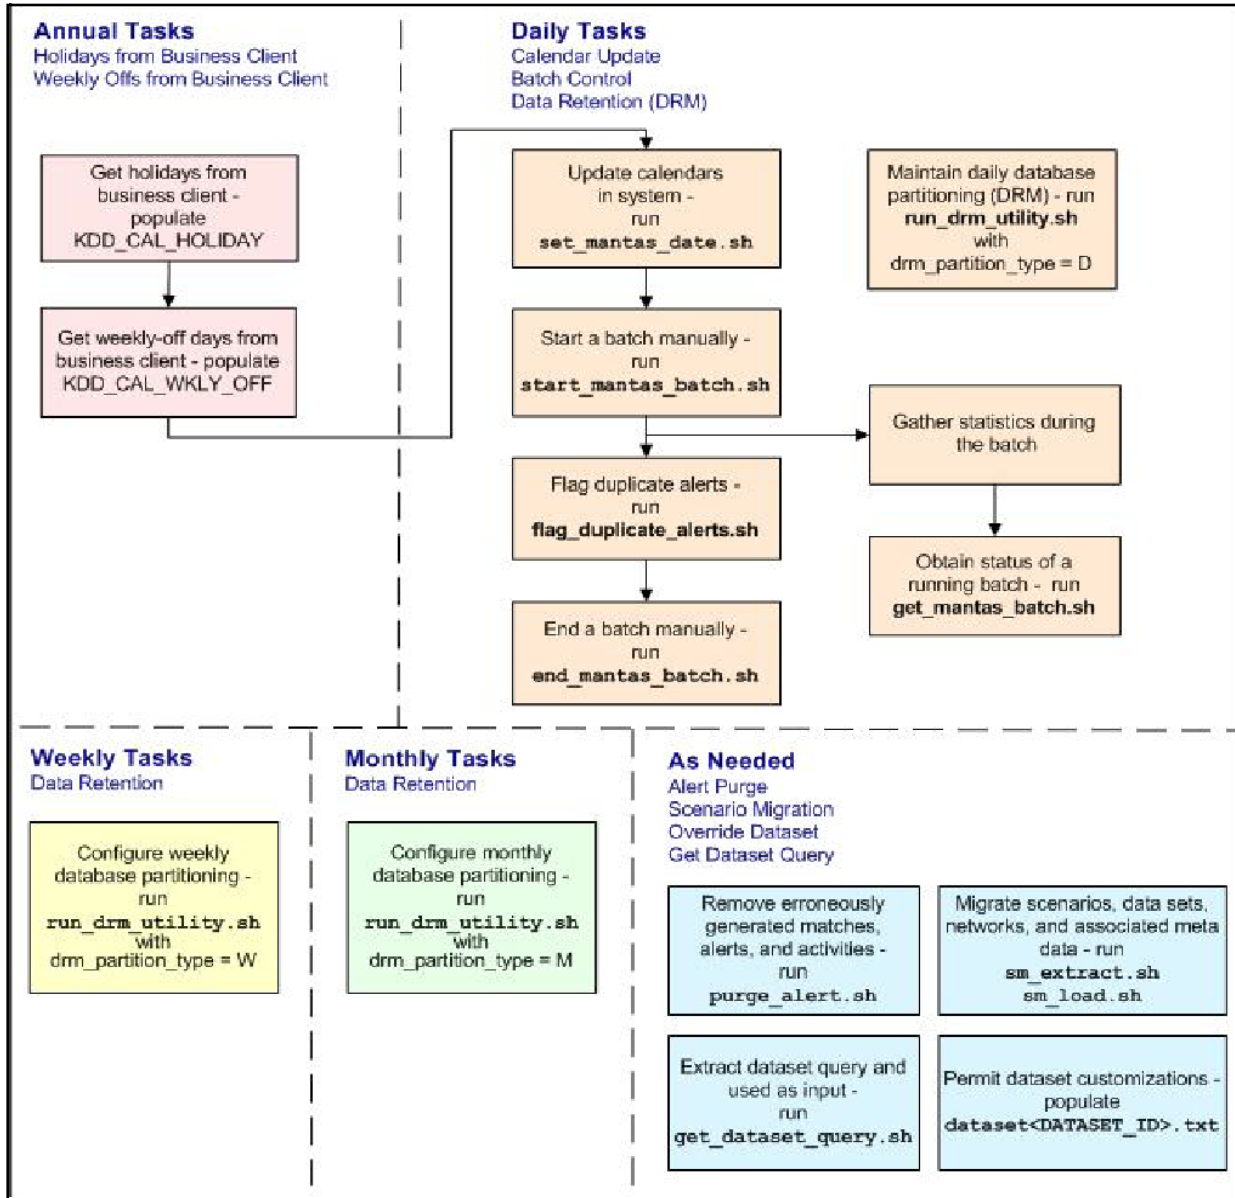 Annual Tasks
Holidays from Business Client
Weekly Offs from Business Client
Get holidays from
business client -
populate
KDD_CAL_HOLIDAY
Get weekly-off days from
business client - populate
KDD_CAL_WKLY_OFF
Daily Tasks
Calendar Update
Batch Control
Data Retention (DRM)
Update calendars
in system -
run
set_mantas_date.sh
Start a batch manually -
run
start_mantas_batch.sh
Flag duplicate alerts -
run
flag_duplicate_alerts.sh
End a batch manually -
run
end_mantas_batch.sh
Maintain daily database
partitioning (DRM) - run
run_drm_utility.sh
with
drm_partition_type = D
Gather statistics during
the batch
Obtain status of a
running batch - run
get_mantas_batch.sh
Weekly Tasks
Data Retention
Configure weekly
database partitioning -
run
run_drm_utility.sh
with
drm_partition_type = W
Monthly Tasks
Data Retention
Configure monthly
database partitioning -
run
run_drm_utility.sh
with
drm_partition_type = M
As Needed
Alert Purge
Scenario Migration
Override Dataset
Get Dataset Query
Remove erroneously
generated matches,
alerts, and activities -
run
purge_alert.sh
Migrate scenarios, data sets,
networks, and associated meta
data - run
sm_extract.sh
sm_load.sh
Extract dataset query and
used as input -
run
get_dataset_query.sh
Permit dataset customizations -
populate
dataset<DATASET_ID>.txt